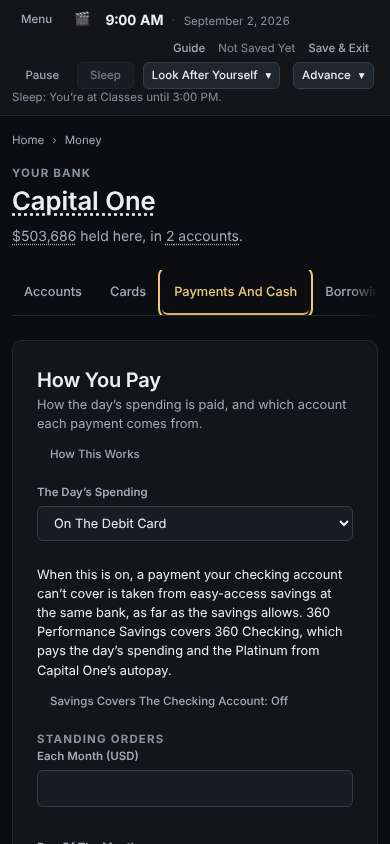 Menu 🎬 9:00 AM · September 2, 2026
Guide Not Saved Yet Save & Exit
Pause Sleep Look After Yourself ▾ Advance ▾
Sleep: You're at Classes until 3:00 PM.
Home › Money
YOUR BANK
Capital One
$503,686 held here, in 2 accounts.
Accounts Cards Payments And Cash Borrowin
How You Pay
How the day's spending is paid, and which account
each payment comes from.
How This Works
The Day's Spending
On The Debit Card
When this is on, a payment your checking account
can't cover is taken from easy-access savings at
the same bank, as far as the savings allows. 360
Performance Savings covers 360 Checking, which
pays the day's spending and the Platinum from
Capital One's autopay.
Savings Covers The Checking Account: Off
STANDING ORDERS
Each Month (USD)